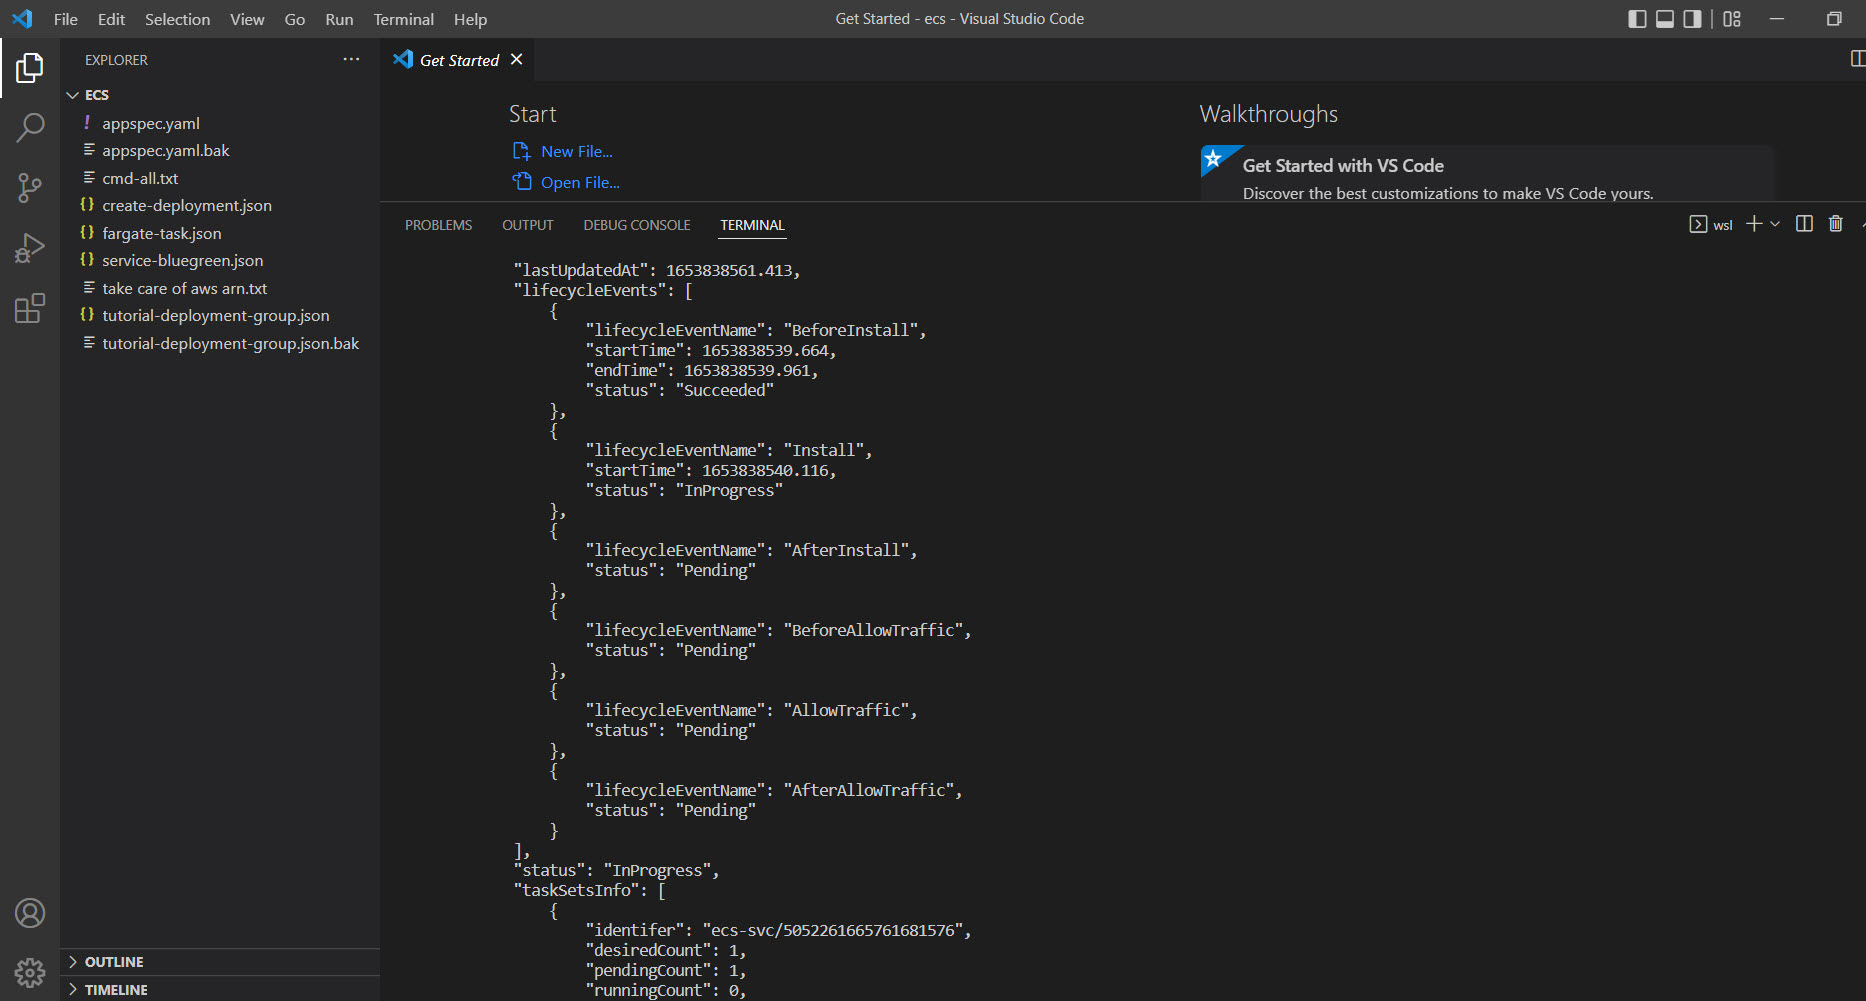 File Edit Selection View Go Run Terminal Help
Get Started - ecs - Visual Studio Code
EXPLORER
ECS
appspec.yaml
appspec.yaml.bak
cmd-all.txt
create-deployment.json
fargate-task.json
service-bluegreen.json
take care of aws arn.txt
tutorial-deployment-group.json
tutorial-deployment-group.json.bak
OUTLINE
TIMELINE
Get Started
Start
New File...
Open File...
Walkthroughs
Get Started with VS Code
Discover the best customizations to make VS Code yours.
PROBLEMS OUTPUT DEBUG CONSOLE TERMINAL
wsl
"lastUpdatedAt": 1653838561.413,
"lifecycleEvents": [
{
"lifecycleEventName": "BeforeInstall",
"startTime": 1653838539.664,
"endTime": 1653838539.961,
"status": "Succeeded"
},
{
"lifecycleEventName": "Install",
"startTime": 1653838540.116,
"status": "InProgress"
},
{
"lifecycleEventName": "AfterInstall",
"status": "Pending"
},
{
"lifecycleEventName": "BeforeAllowTraffic",
"status": "Pending"
},
{
"lifecycleEventName": "AllowTraffic",
"status": "Pending"
},
{
"lifecycleEventName": "AfterAllowTraffic",
"status": "Pending"
}
],
"status": "InProgress",
"taskSetsInfo": [
{
"identifer": "ecs-svc/5052261665761681576",
"desiredCount": 1,
"pendingCount": 1,
"runningCount": 0,